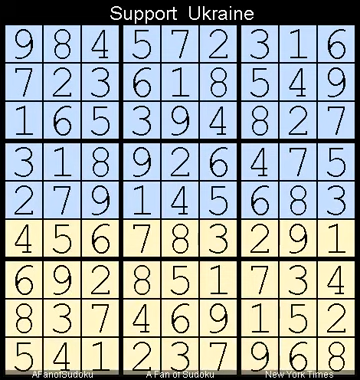 Support Ukraine
9 8 4 5 7 2 3 1 6
7 2 3 6 1 8 5 4 9
1 6 5 3 9 4 8 2 7
3 1 8 9 2 6 4 7 5
2 7 9 1 4 5 6 8 3
4 5 6 7 8 3 2 9 1
6 9 2 8 5 1 7 3 4
8 3 7 4 6 9 1 5 2
5 4 1 2 3 7 9 6 8
AFanofSudoku A Fan of Sudoku New York Times